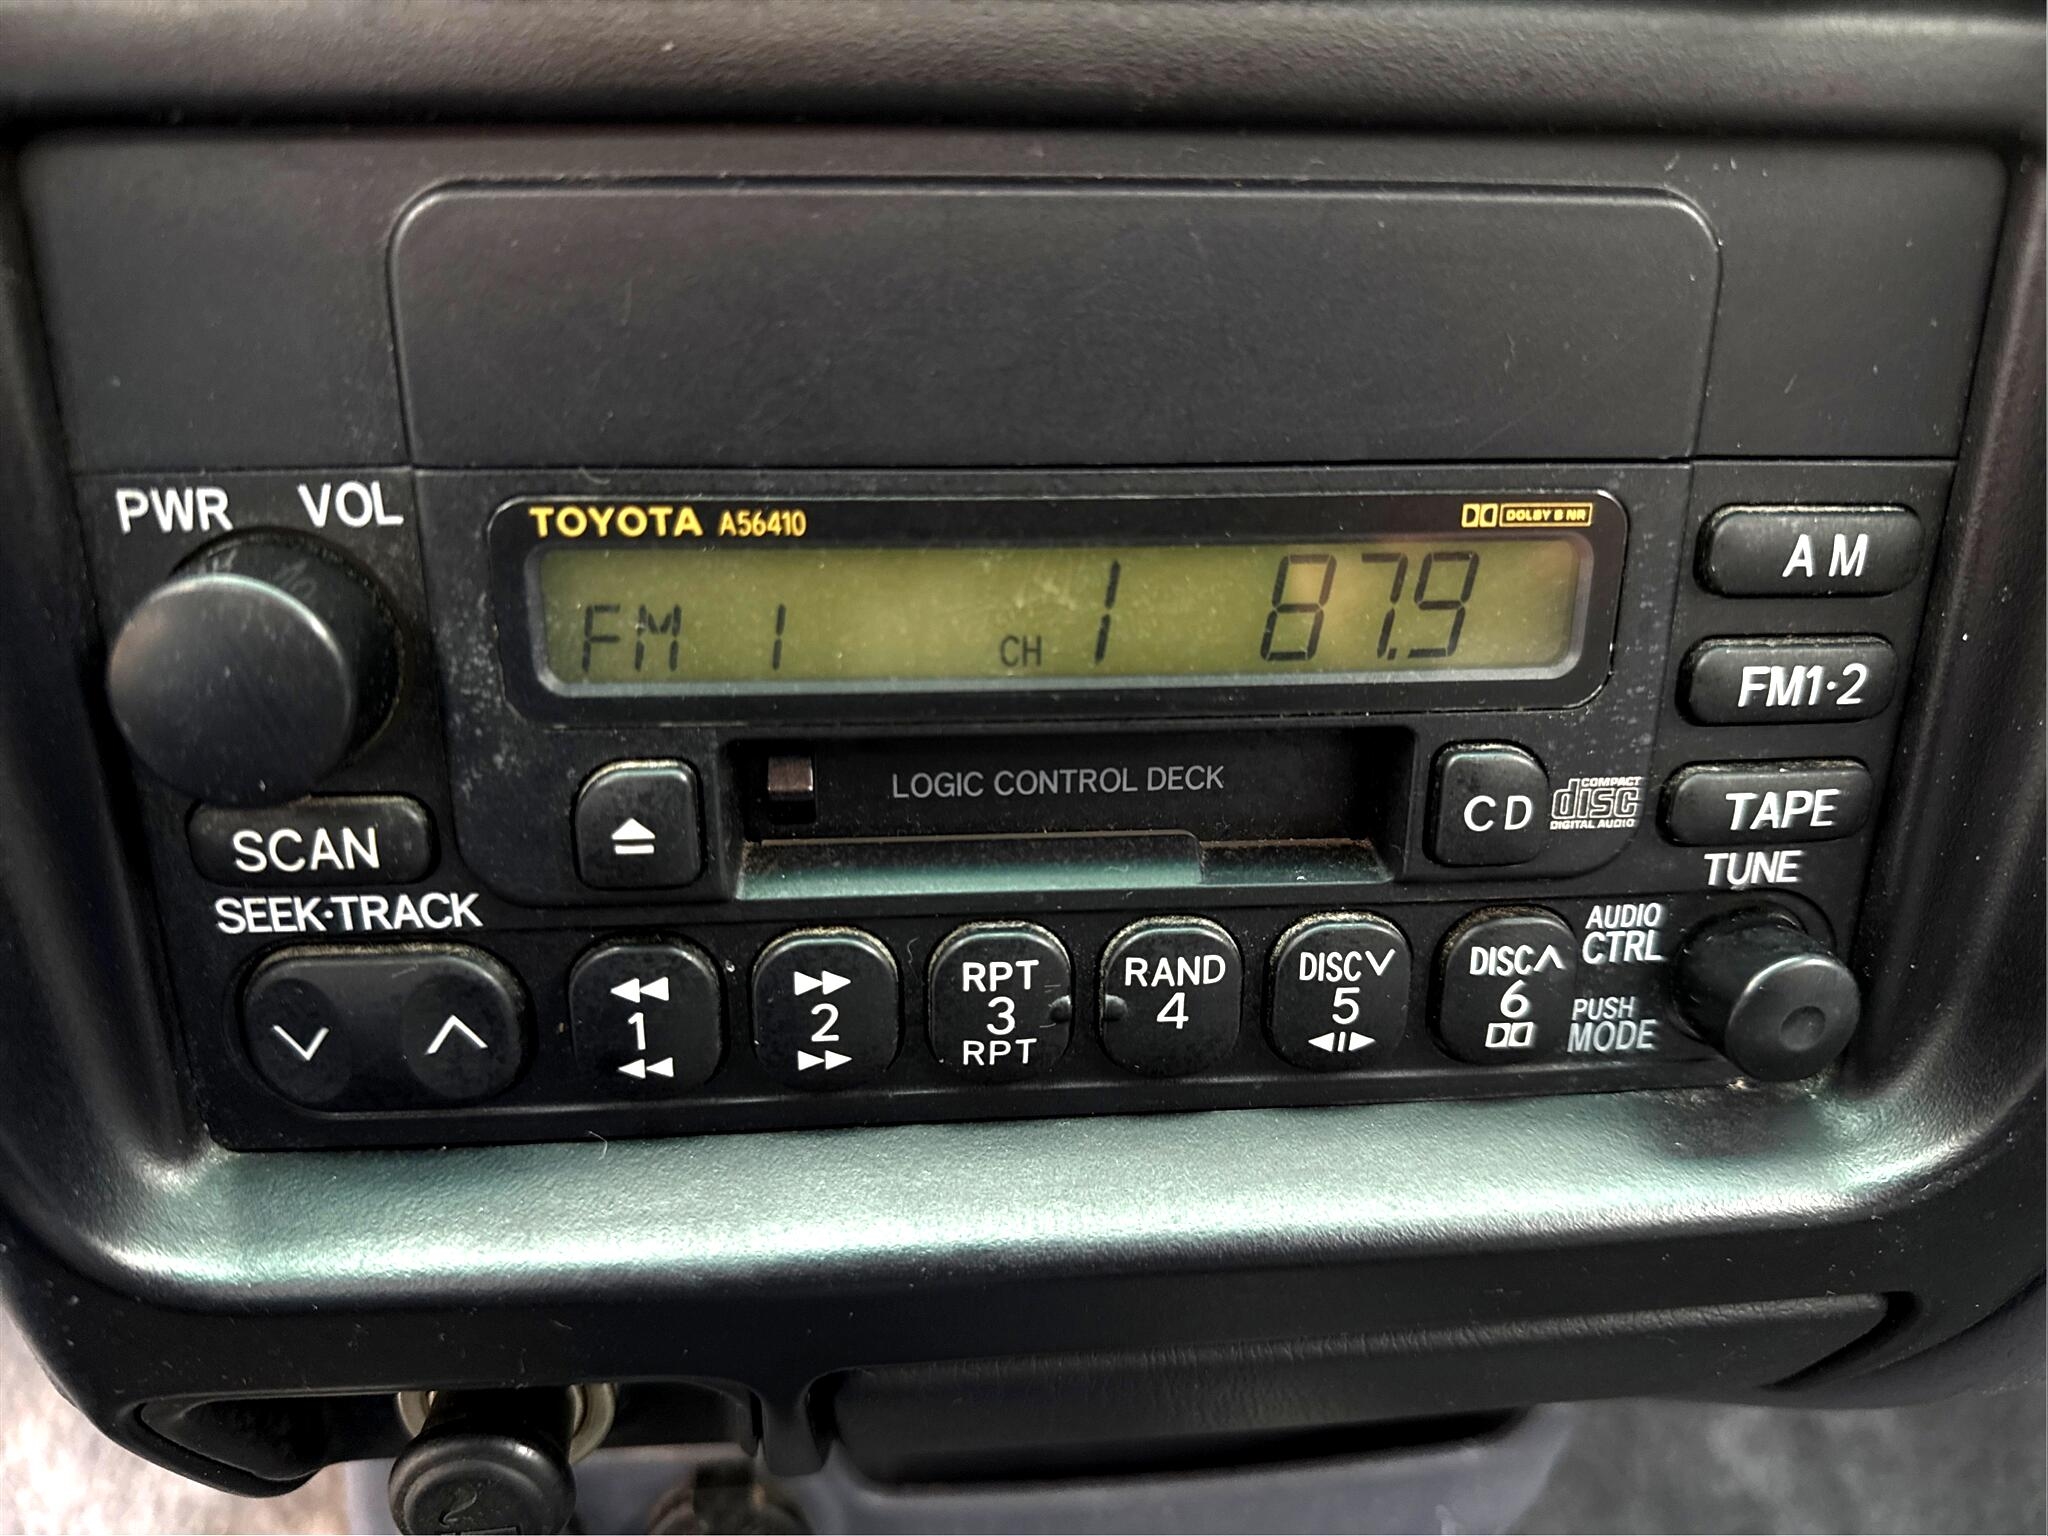 PWR VOL
TOYOTA A56410
DOLBY B NR
FM 1 CH 1 87.9
AM
FM1·2
LOGIC CONTROL DECK
CD
COMPACT
disc
DIGITAL AUDIO
TAPE
SCAN
TUNE
SEEK·TRACK
AUDIO
CTRL
PUSH
MODE
1
2
RPT
3
RPT
RAND
4
DISC
5
DISC
6